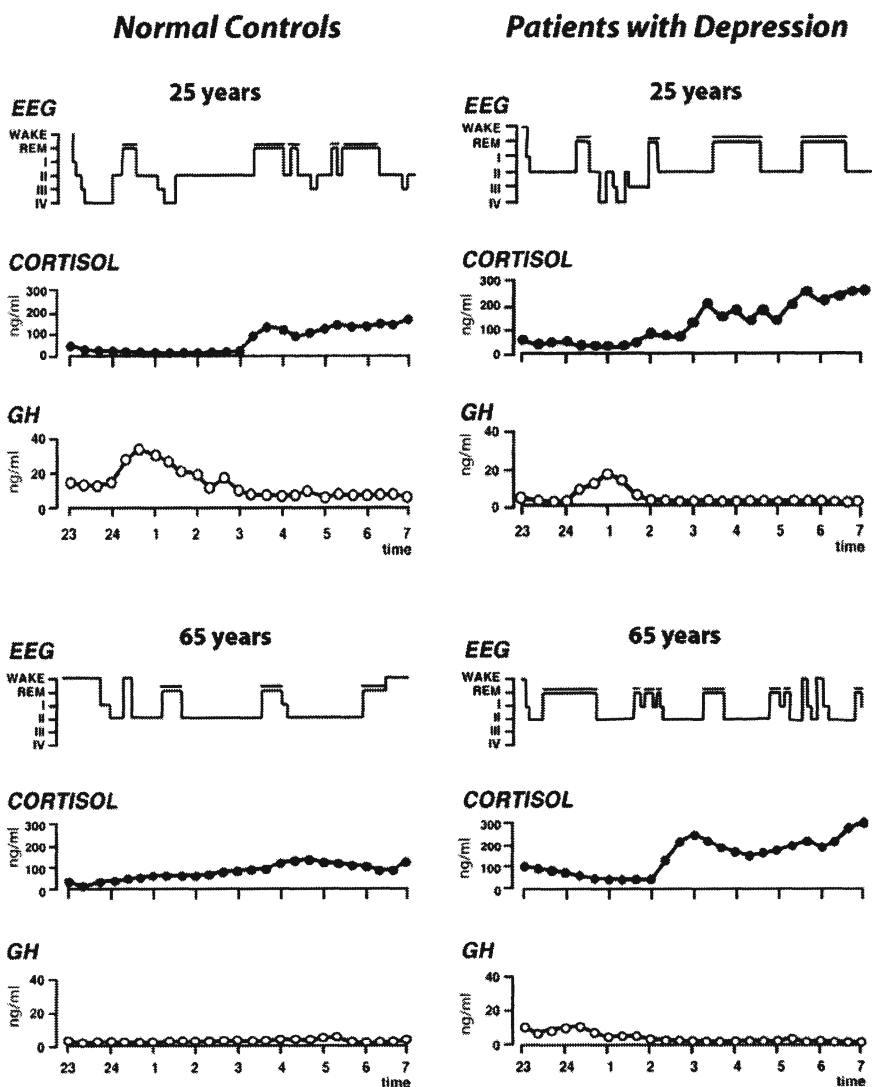 Normal Controls
Patients with Depression
25 years
EEG
WAKE
REM
I
II
III
IV
CORTISOL
ng/ml
300
200
100
0
GH
ng/ml
40
20
0
23 24 1 2 3 4 5 6 7
time
25 years
EEG
WAKE
REM
I
II
III
IV
CORTISOL
ng/ml
300
200
100
0
GH
ng/ml
40
20
0
23 24 1 2 3 4 5 6 7
time
65 years
EEG
WAKE
REM
I
II
III
IV
CORTISOL
ng/ml
300
200
100
0
GH
ng/ml
40
20
0
23 24 1 2 3 4 5 6 7
time
65 years
EEG
WAKE
REM
I
II
III
IV
CORTISOL
ng/ml
300
200
100
0
GH
ng/ml
40
20
0
23 24 1 2 3 4 5 6 7
time